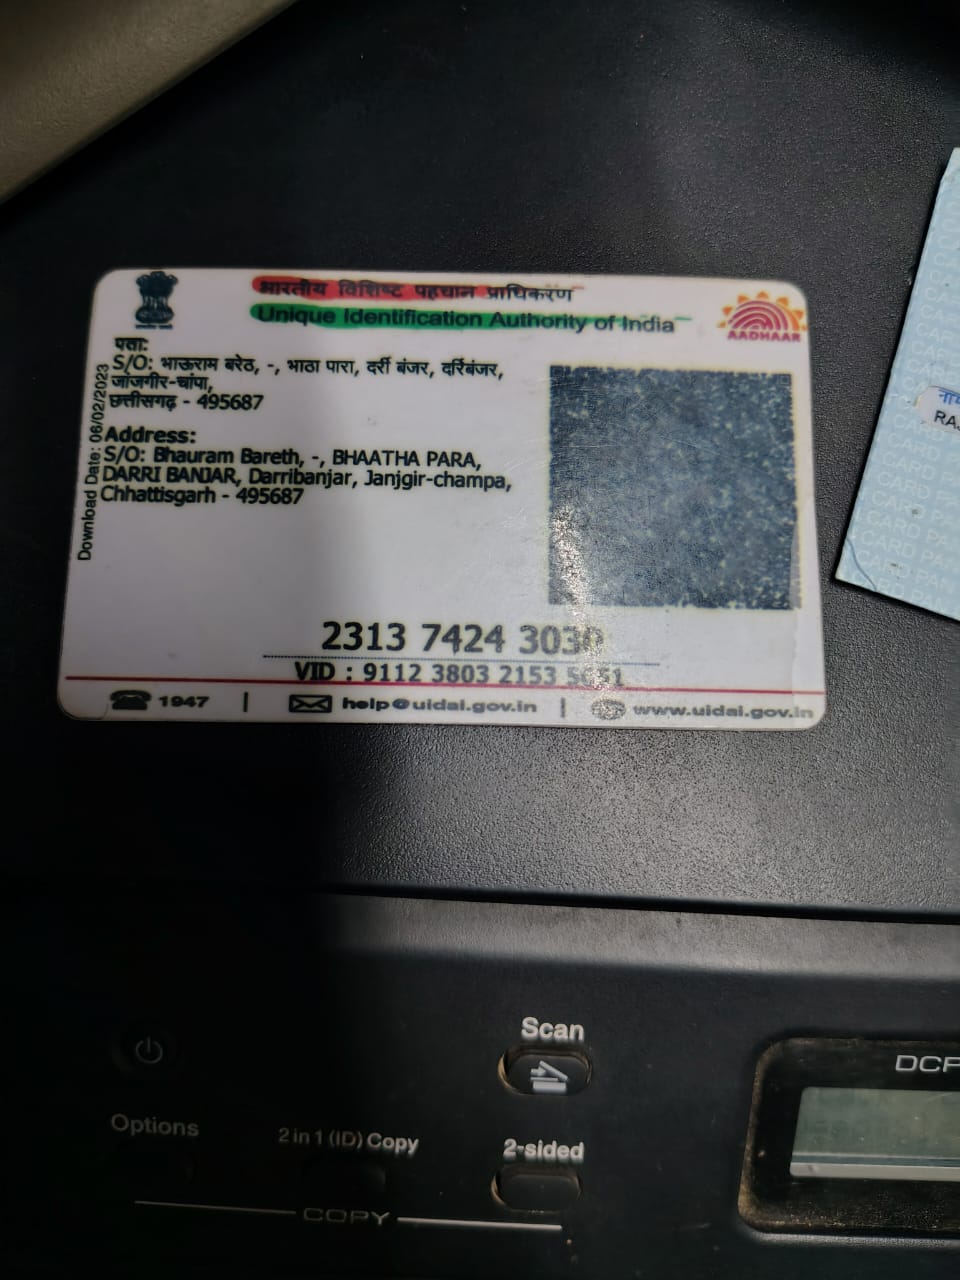 भारतीय विशिष्ट पहचान प्राधिकरण
Unique Identification Authority of India
AADHAAR
पता:
S/O: भाऊराम बरेठ, -, भाठा पारा, दर्री बंजर, दर्रिबंजर,
जांजगीर-चांपा,
छत्तीसगढ़ - 495687
Address:
S/O: Bhauram Bareth, -, BHAATHA PARA,
DARRI BANJAR, Darribanjar, Janjgir-champa,
Chhattisgarh - 495687
Download Date: 06/02/2023
2313 7424 3030
VID : 9112 3803 2153
1947 | help@uidai.gov.in | www.uidai.gov.in
Scan
DCP
Options
2 in 1 (ID) Copy
2-sided
COPY